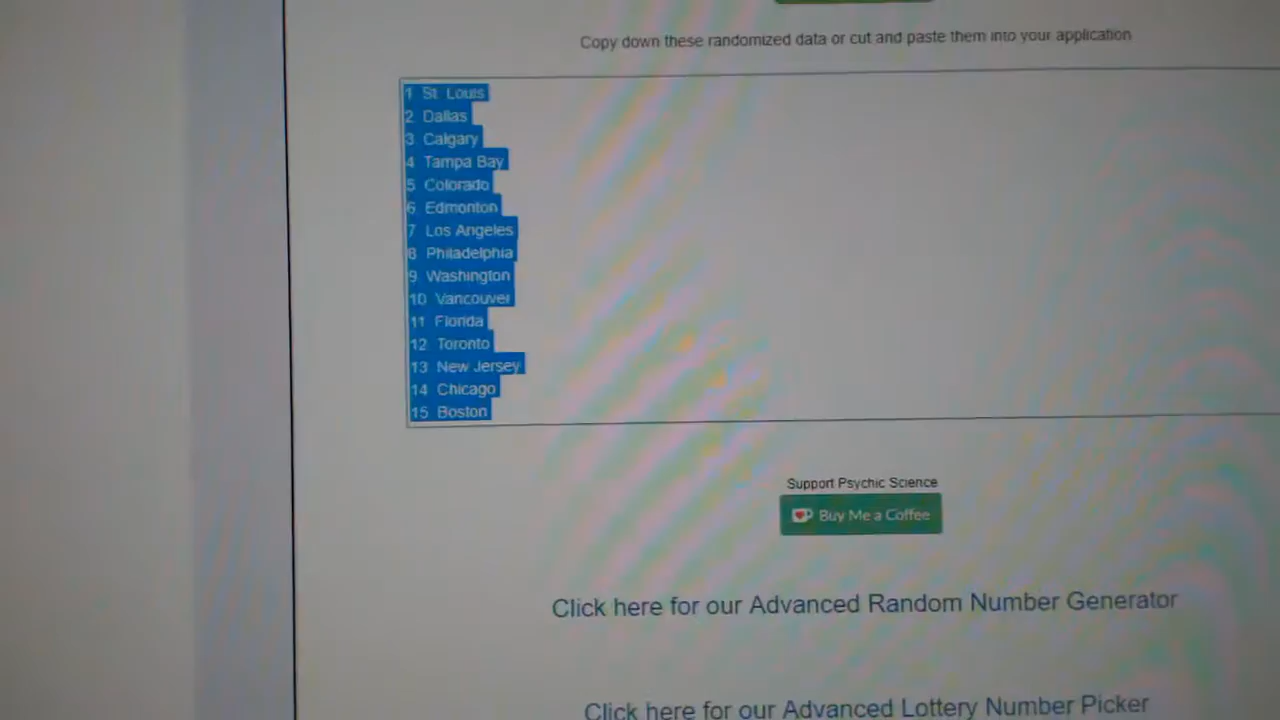 Copy down these randomized data or cut and paste them into your application
1 St. Louis
2 Dallas
3 Calgary
4 Tampa Bay
5 Colorado
6 Edmonton
7 Los Angeles
8 Philadelphia
9 Washington
10 Vancouver
11 Florida
12 Toronto
13 New Jersey
14 Chicago
15 Boston
Support Psychic Science
Buy Me a Coffee
Click here for our Advanced Random Number Generator
Click here for our Advanced Lottery Number Picker